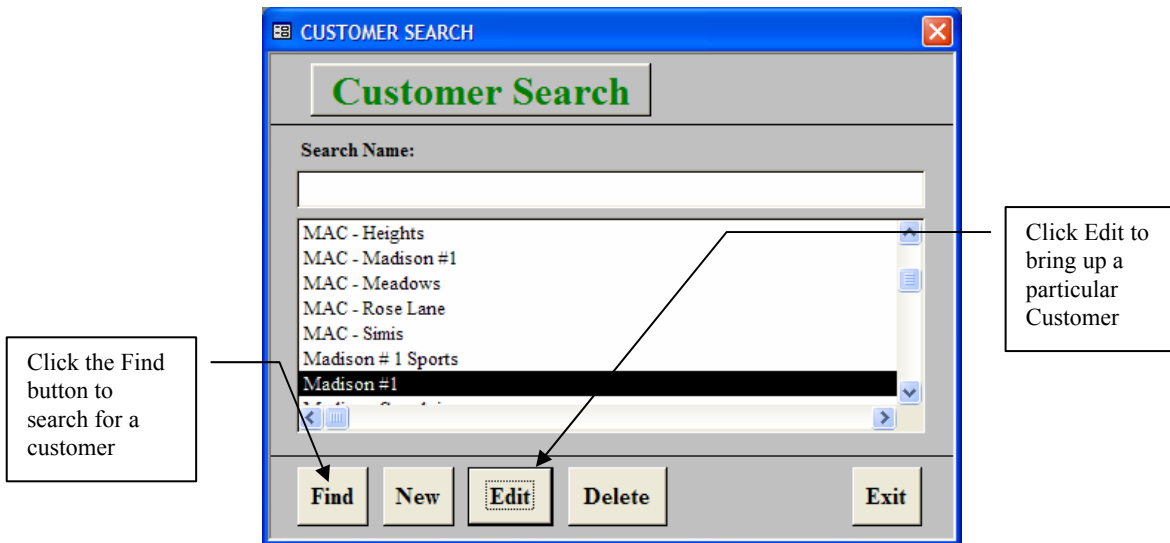 CUSTOMER SEARCH
Customer Search
Search Name:
MAC - Heights
MAC - Madison #1
MAC - Meadows
MAC - Rose Lane
MAC - Simis
Madison # 1 Sports
Madison #1
Find
New
Edit
Delete
Exit
Click the Find
button to
search for a
customer
Click Edit to
bring up a
particular
Customer